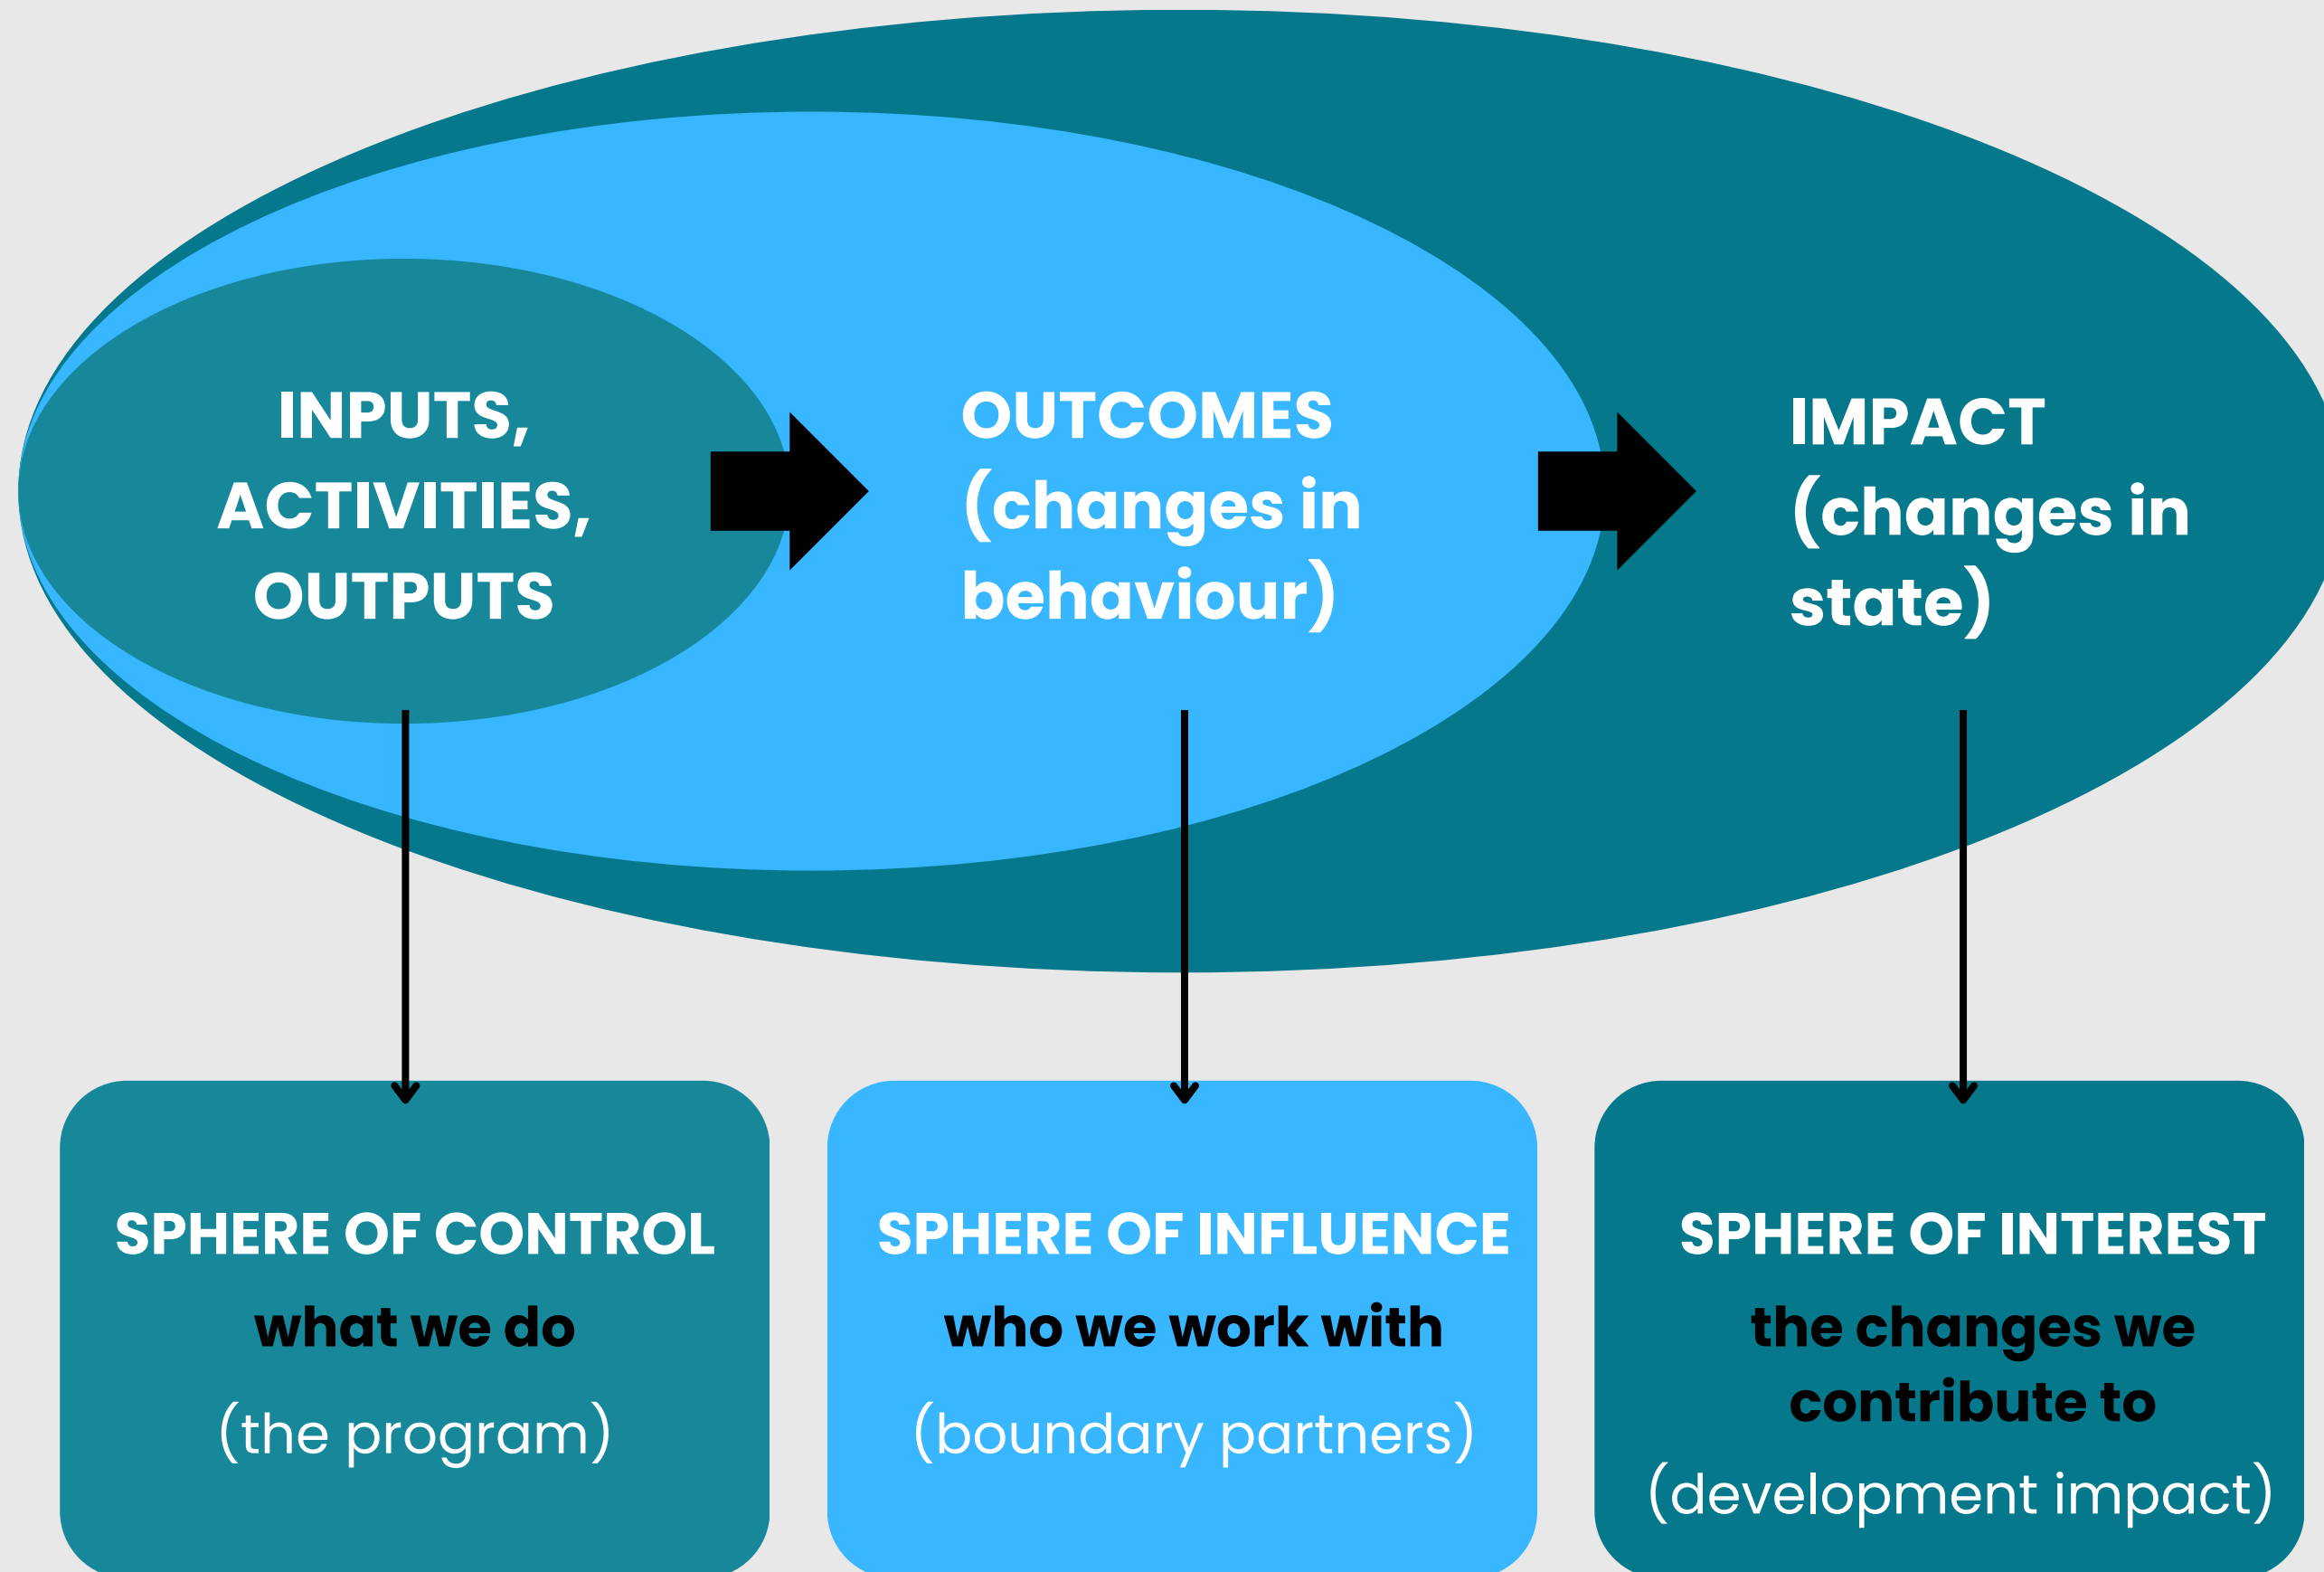 INPUTS,
ACTIVITIES,
OUTPUTS
OUTCOMES
(changes in
behaviour)
IMPACT
(changes in
state)
SPHERE OF CONTROL
what we do
(the program)
SPHERE OF INFLUENCE
who we work with
(boundary partners)
SPHERE OF INTEREST
the changes we
contribute to
(development impact)